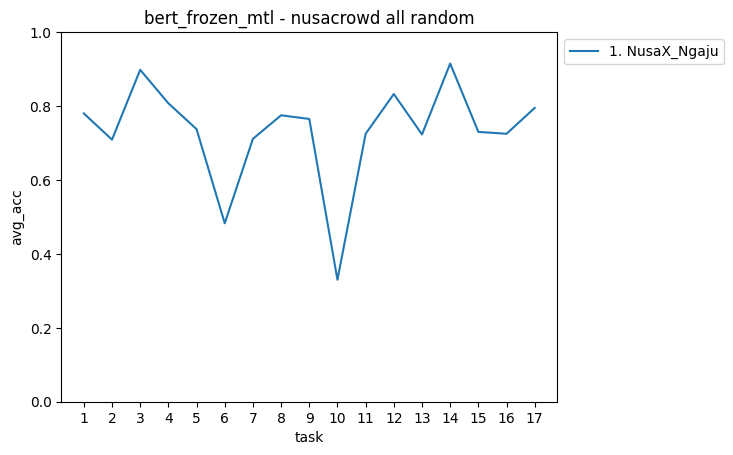 bert_frozen_mtl - nusacrowd all random
1. NusaX_Ngaju
avg_acc
1.0
0.8
0.6
0.4
0.2
0.0
1 2 3 4 5 6 7 8 9 10 11 12 13 14 15 16 17
task